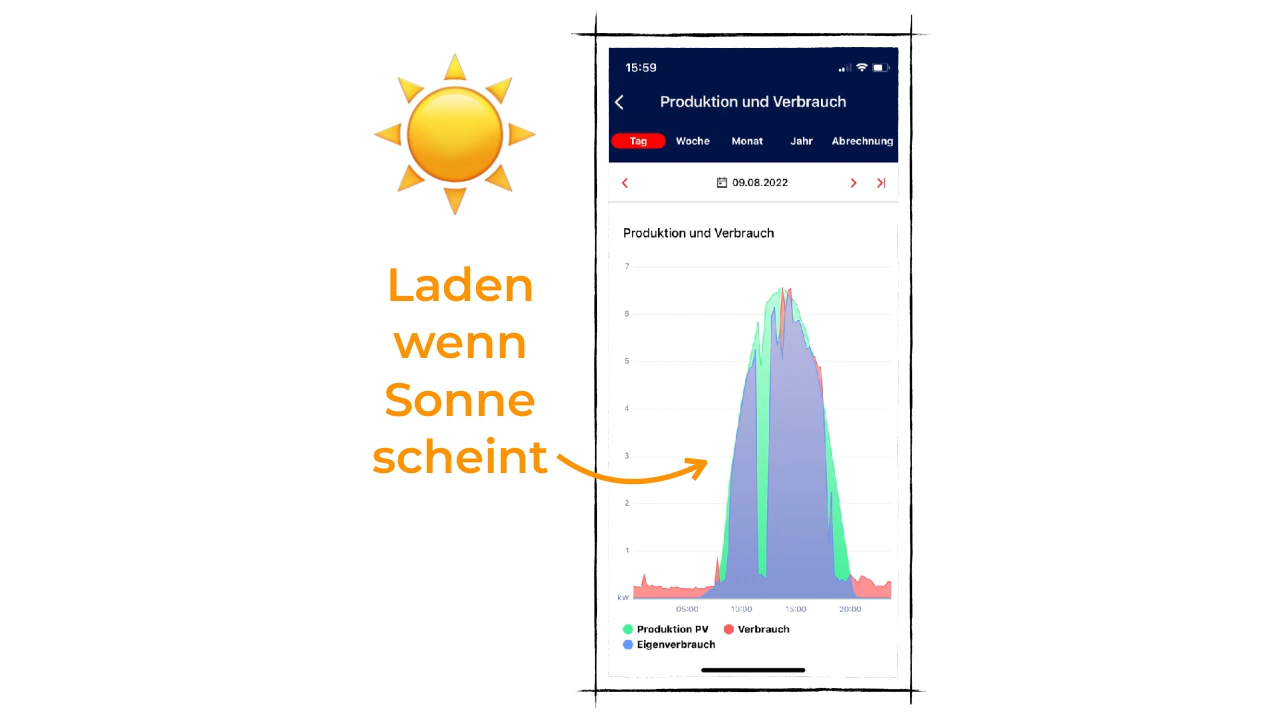 Laden
wenn
Sonne
scheint
15:59
Produktion und Verbrauch
Tag Woche Monat Jahr Abrechnung
09.08.2022
Produktion und Verbrauch
7
6
5
4
3
2
1
kW
05:00 10:00 15:00 20:00
Produktion PV Verbrauch
Eigenverbrauch